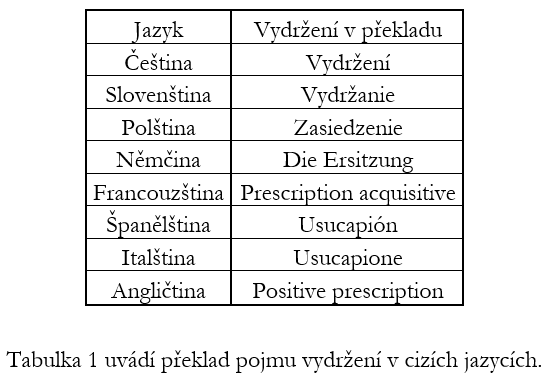 Jazyk Vydržení v překladu
Čeština Vydržení
Slovenština Vydržanie
Polština Zasiedzenie
Němčina Die Ersitzung
Francouzština Prescription acquisitive
Španělština Usucapión
Italština Usucapione
Angličtina Positive prescription
Tabulka 1 uvádí překlad pojmu vydržení v cizích jazycích.